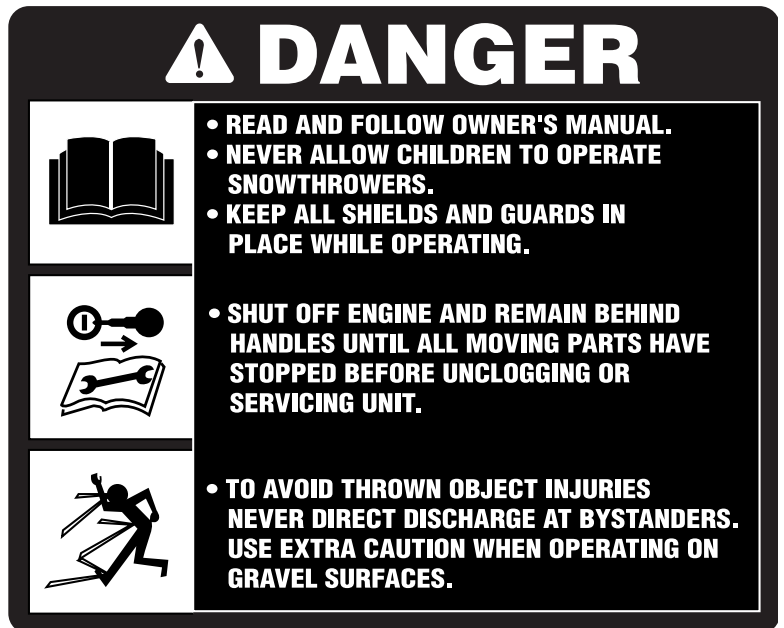 DANGER
• READ AND FOLLOW OWNER'S MANUAL.
• NEVER ALLOW CHILDREN TO OPERATE
SNOWTHROWERS.
• KEEP ALL SHIELDS AND GUARDS IN
PLACE WHILE OPERATING.
• SHUT OFF ENGINE AND REMAIN BEHIND
HANDLES UNTIL ALL MOVING PARTS HAVE
STOPPED BEFORE UNCLOGGING OR
SERVICING UNIT.
• TO AVOID THROWN OBJECT INJURIES
NEVER DIRECT DISCHARGE AT BYSTANDERS.
USE EXTRA CAUTION WHEN OPERATING ON
GRAVEL SURFACES.